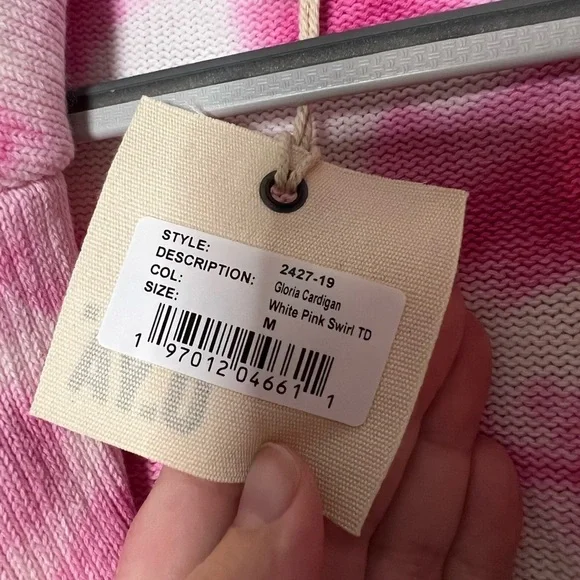 STYLE: 2427-19
DESCRIPTION: Gloria Cardigan
COL: White Pink Swirl TD
SIZE: M
1 97012 04661 1